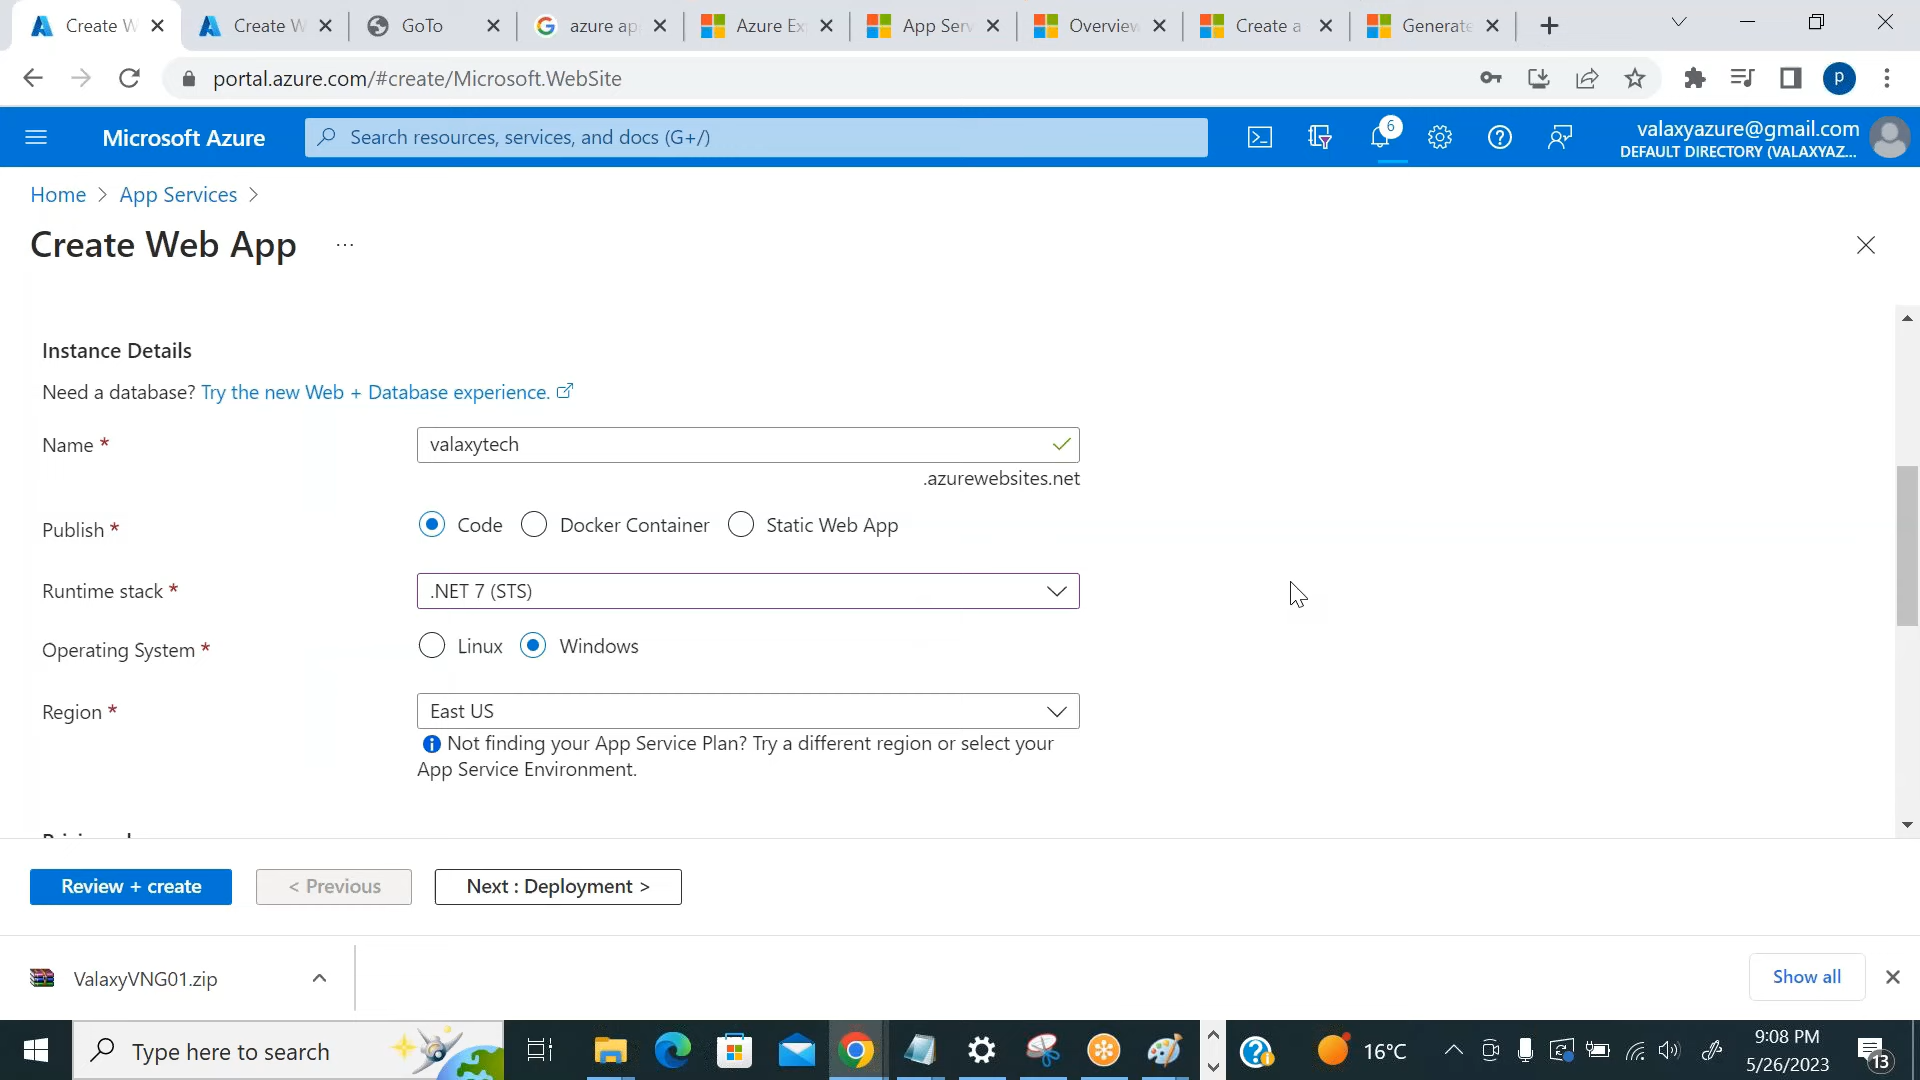 Create W
Create W
GoTo
azure ap
Azure Ex
App Serv
Overview
Create a
Generate
portal.azure.com/#create/Microsoft.WebSite
P
Microsoft Azure
Search resources, services, and docs (G+/)
6
valaxyazure@gmail.com
DEFAULT DIRECTORY (VALAXYAZ...
Home > App Services >
Create Web App ...
Instance Details
Need a database? Try the new Web + Database experience.
Name *
valaxytech
.azurewebsites.net
Publish *
Code
Docker Container
Static Web App
Runtime stack *
.NET 7 (STS)
Operating System *
Linux
Windows
Region *
East US
Not finding your App Service Plan? Try a different region or select your
App Service Environment.
Review + create
< Previous
Next : Deployment >
ValaxyVNG01.zip
Show all
Type here to search
16°C
9:08 PM
5/26/2023
13